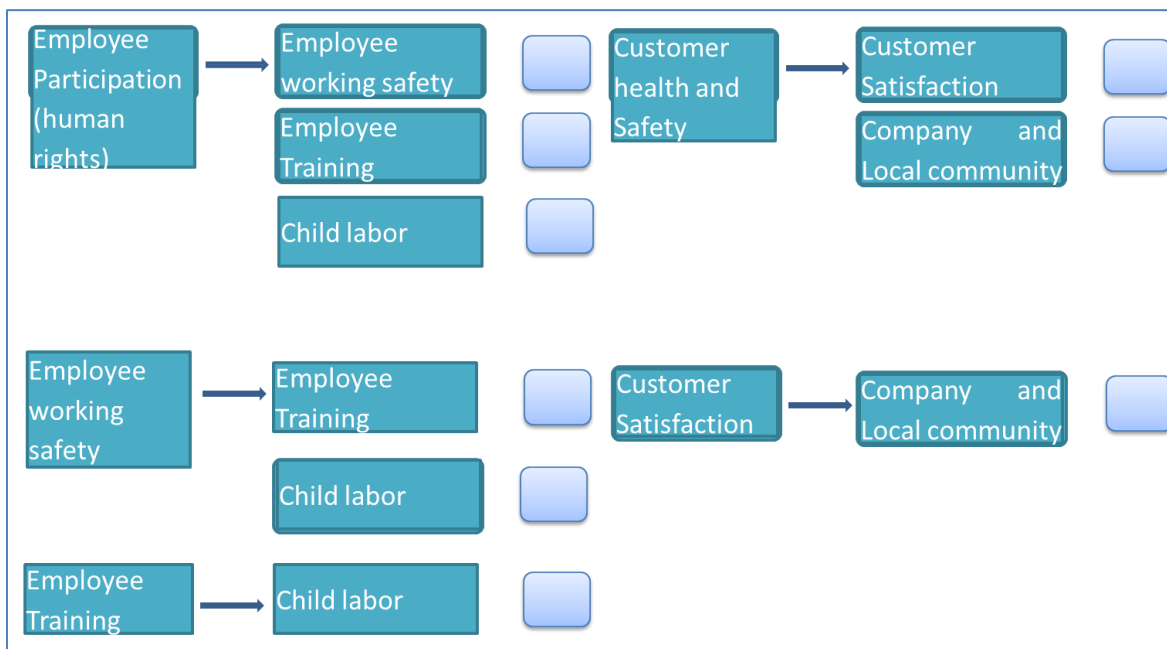 Employee
Participation
(human
rights)
Employee
working safety
Employee
Training
Child labor
Customer
health and
Safety
Customer
Satisfaction
Company and
Local community
Employee
working
safety
Employee
Training
Child labor
Customer
Satisfaction
Company and
Local community
Employee
Training
Child labor